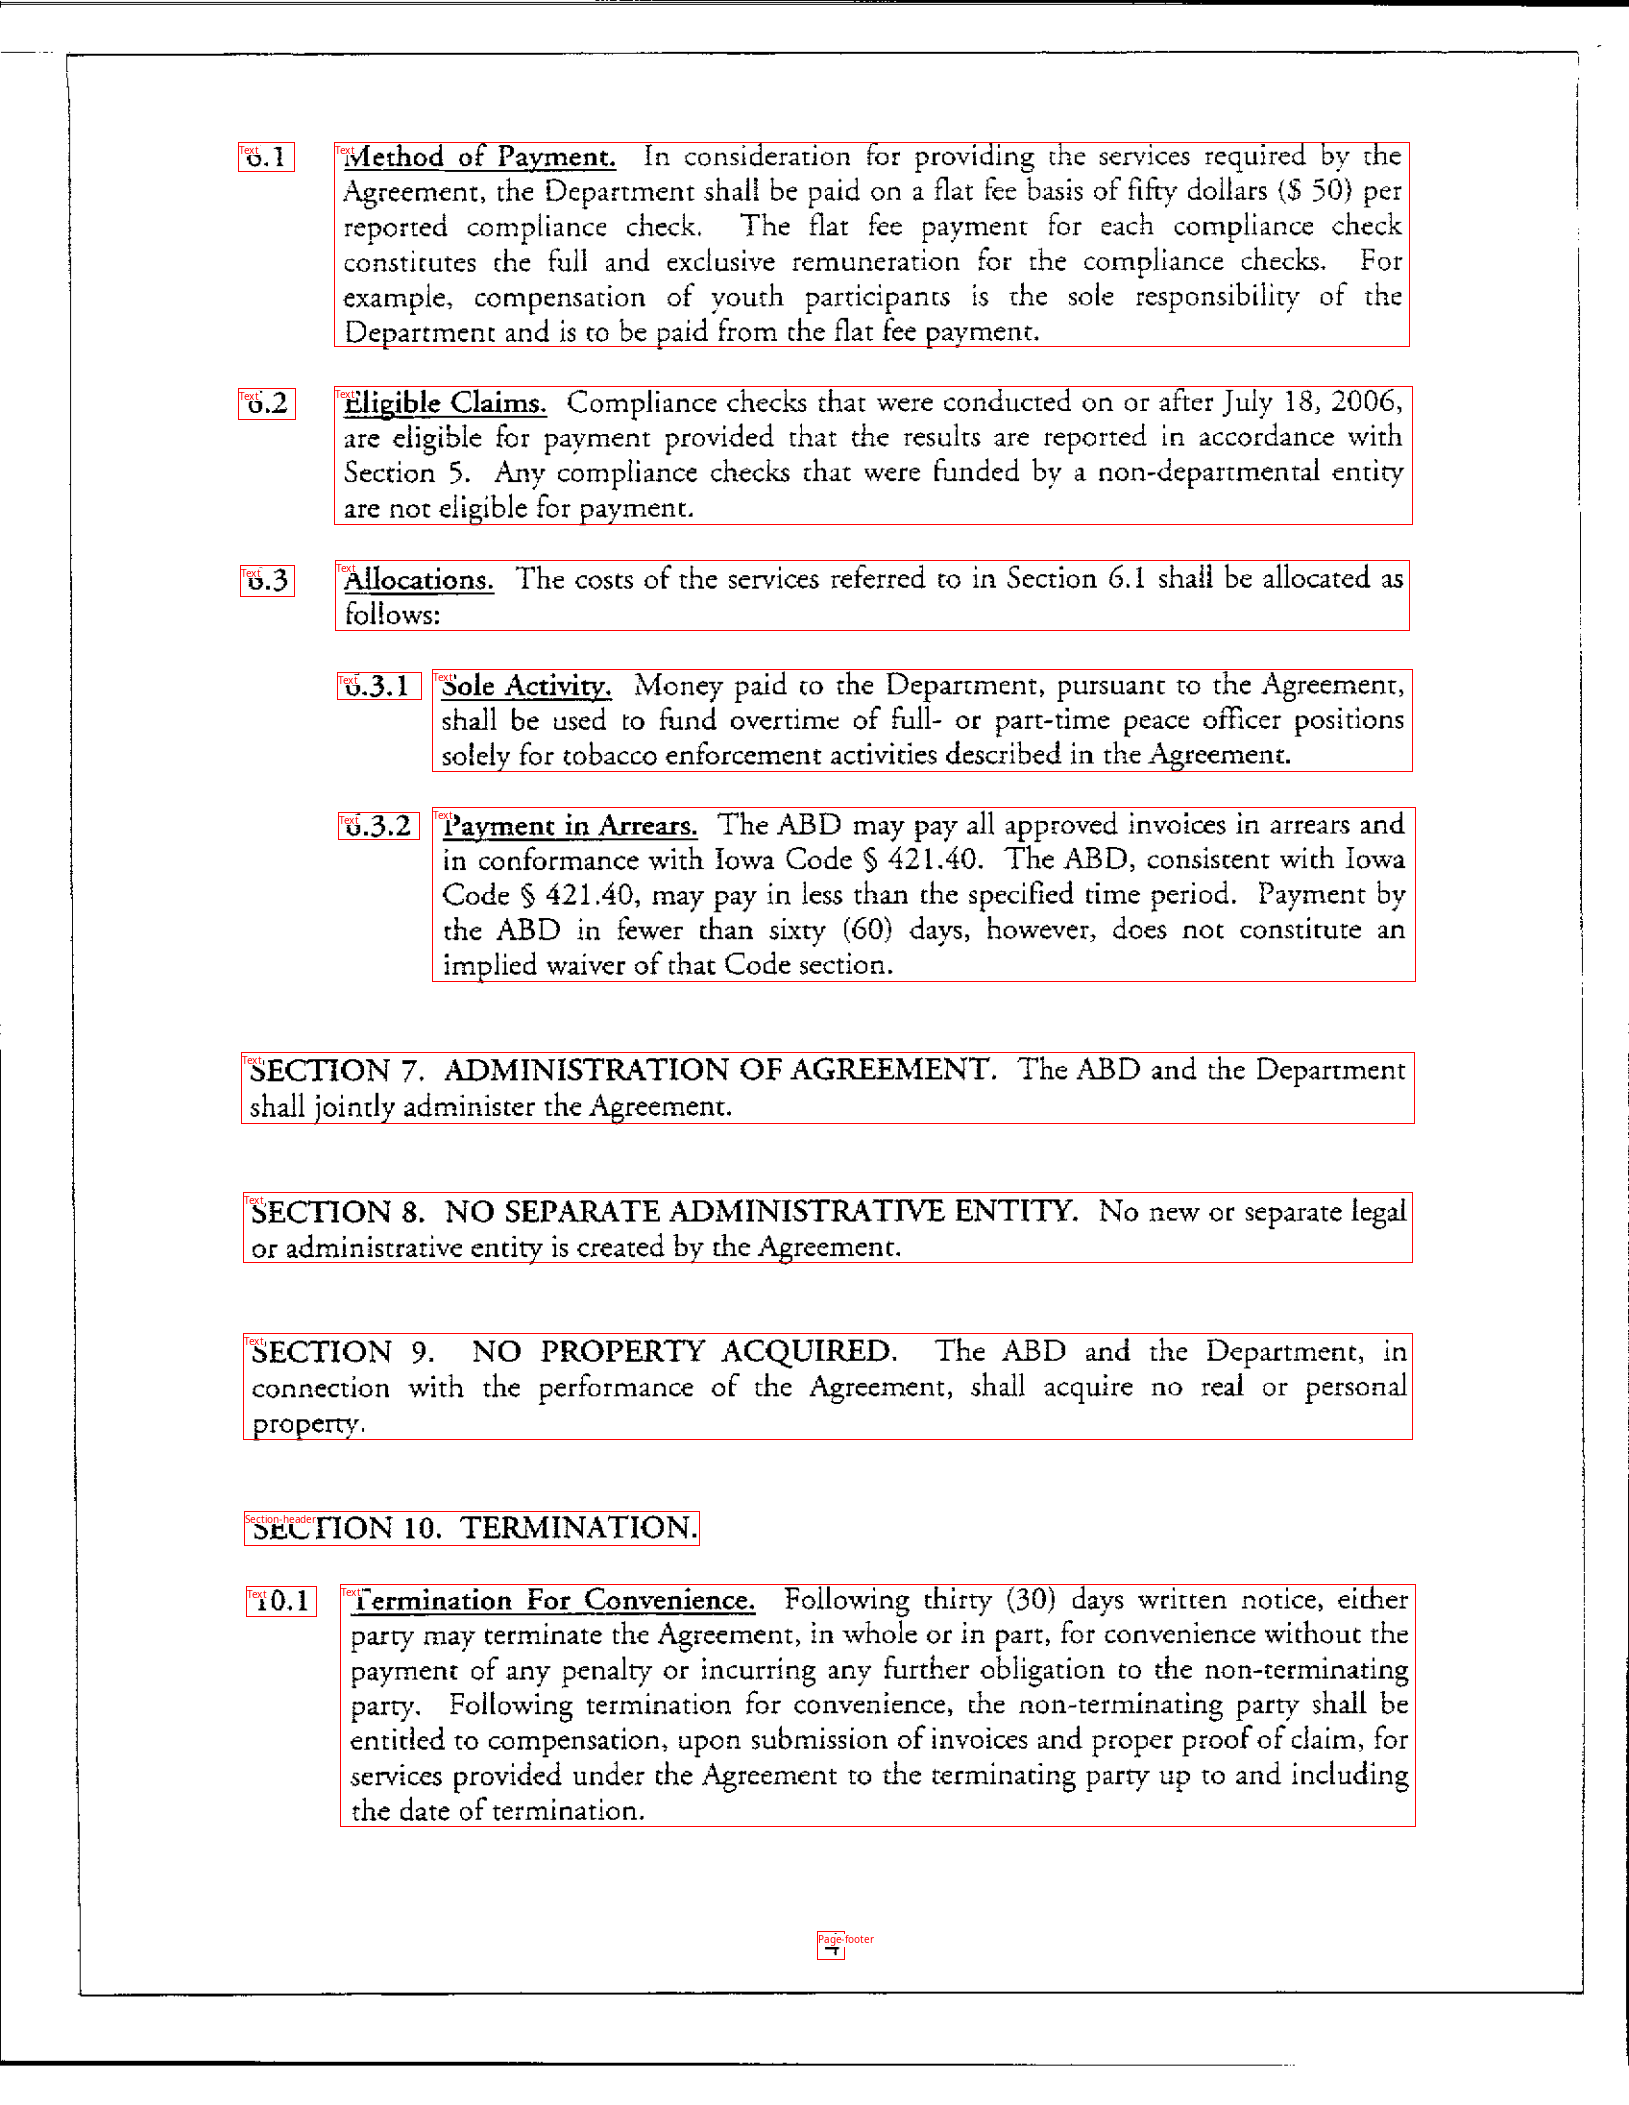 6.1 Method of Payment. In consideration for providing the services required by the
Agreement, the Department shall be paid on a flat fee basis of fifty dollars ($ 50) per
reported compliance check. The flat fee payment for each compliance check
constitutes the full and exclusive remuneration for the compliance checks. For
example, compensation of youth participants is the sole responsibility of the
Department and is to be paid from the flat fee payment.
6.2 Eligible Claims. Compliance checks that were conducted on or after July 18, 2006,
are eligible for payment provided that the results are reported in accordance with
Section 5. Any compliance checks that were funded by a non-departmental entity
are not eligible for payment.
6.3 Allocations. The costs of the services referred to in Section 6.1 shall be allocated as
follows:
6.3.1 Sole Activity. Money paid to the Department, pursuant to the Agreement,
shall be used to fund overtime of full- or part-time peace officer positions
solely for tobacco enforcement activities described in the Agreement.
6.3.2 Payment in Arrears. The ABD may pay all approved invoices in arrears and
in conformance with Iowa Code § 421.40. The ABD, consistent with Iowa
Code § 421.40, may pay in less than the specified time period. Payment by
the ABD in fewer than sixty (60) days, however, does not constitute an
implied waiver of that Code section.
SECTION 7. ADMINISTRATION OF AGREEMENT. The ABD and the Department
shall jointly administer the Agreement.
SECTION 8. NO SEPARATE ADMINISTRATIVE ENTITY. No new or separate legal
or administrative entity is created by the Agreement.
SECTION 9. NO PROPERTY ACQUIRED. The ABD and the Department, in
connection with the performance of the Agreement, shall acquire no real or personal
property.
SECTION 10. TERMINATION.
10.1 Termination For Convenience. Following thirty (30) days written notice, either
party may terminate the Agreement, in whole or in part, for convenience without the
payment of any penalty or incurring any further obligation to the non-terminating
party. Following termination for convenience, the non-terminating party shall be
entitled to compensation, upon submission of invoices and proper proof of claim, for
services provided under the Agreement to the terminating party up to and including
the date of termination.
Page-footer